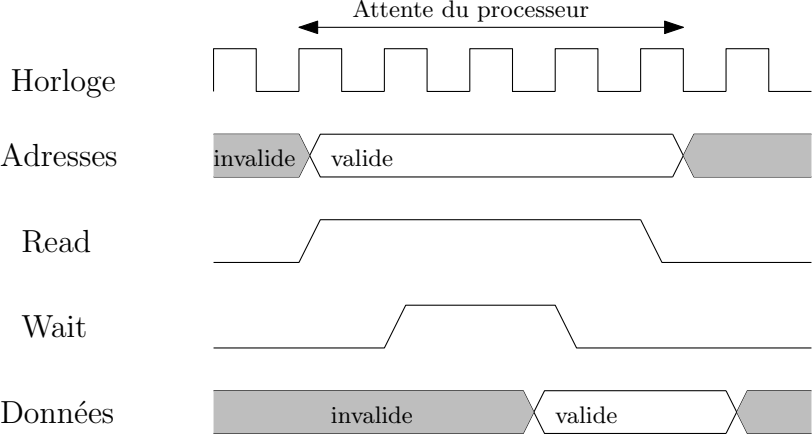 Attente du processeur
Horloge
Adresses
invalide
valide
Read
Wait
Données
invalide
valide